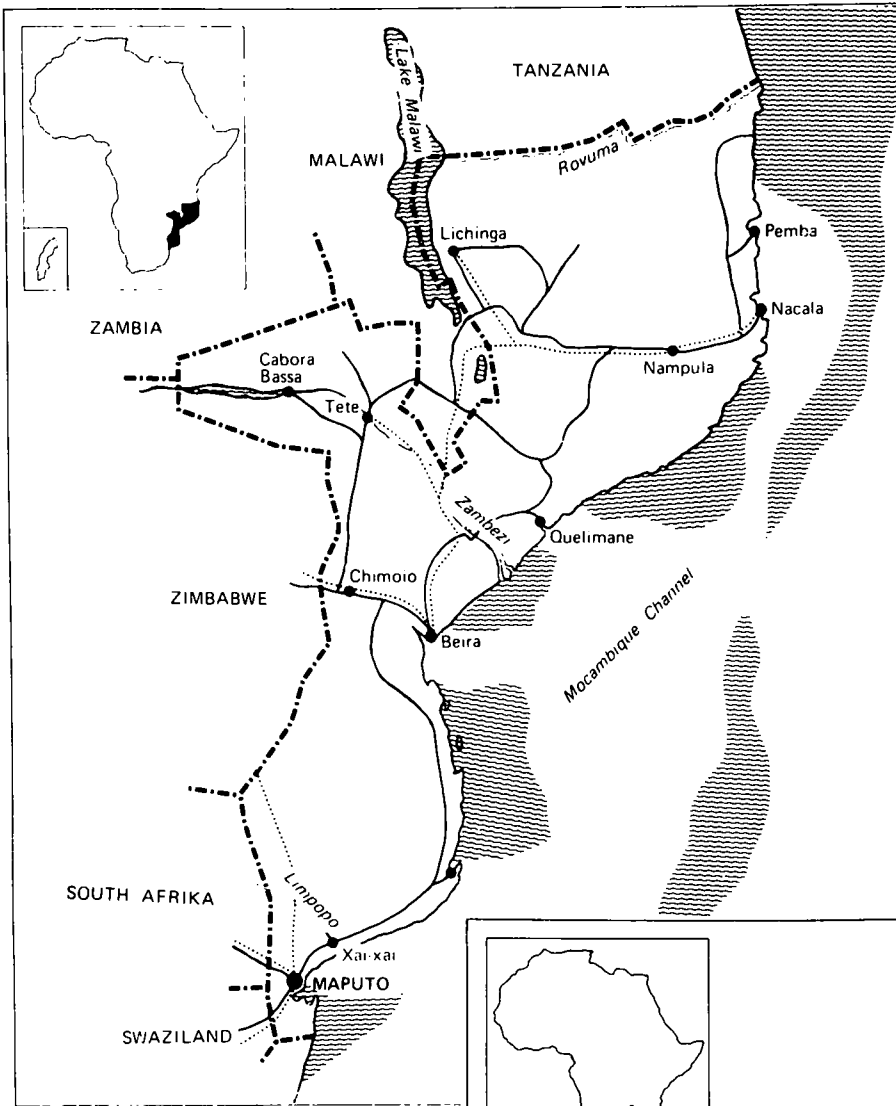 TANZANIA
Lake Malawi
MALAWI
Rovuma
Lichinga
Pemba
Nacala
ZAMBIA
Cabora
Bassa
Nampula
Tete
Zambezi
Quelimane
Chimoio
ZIMBABWE
Beira
Mocambique Channel
SOUTH AFRIKA
Limpopo
Xai-xai
MAPUTO
SWAZILAND